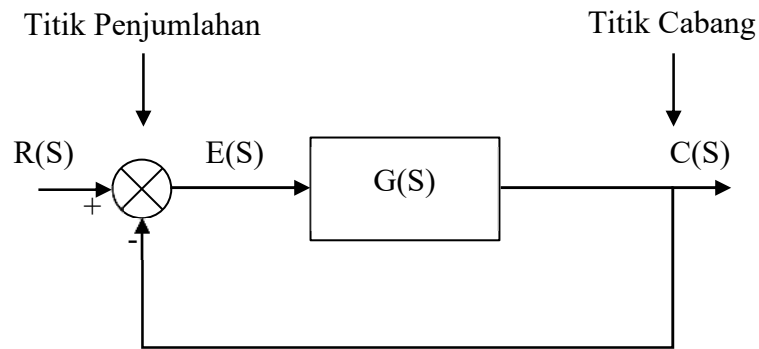 Titik Penjumlahan
Titik Cabang
R(S)
E(S)
G(S)
C(S)
+
-